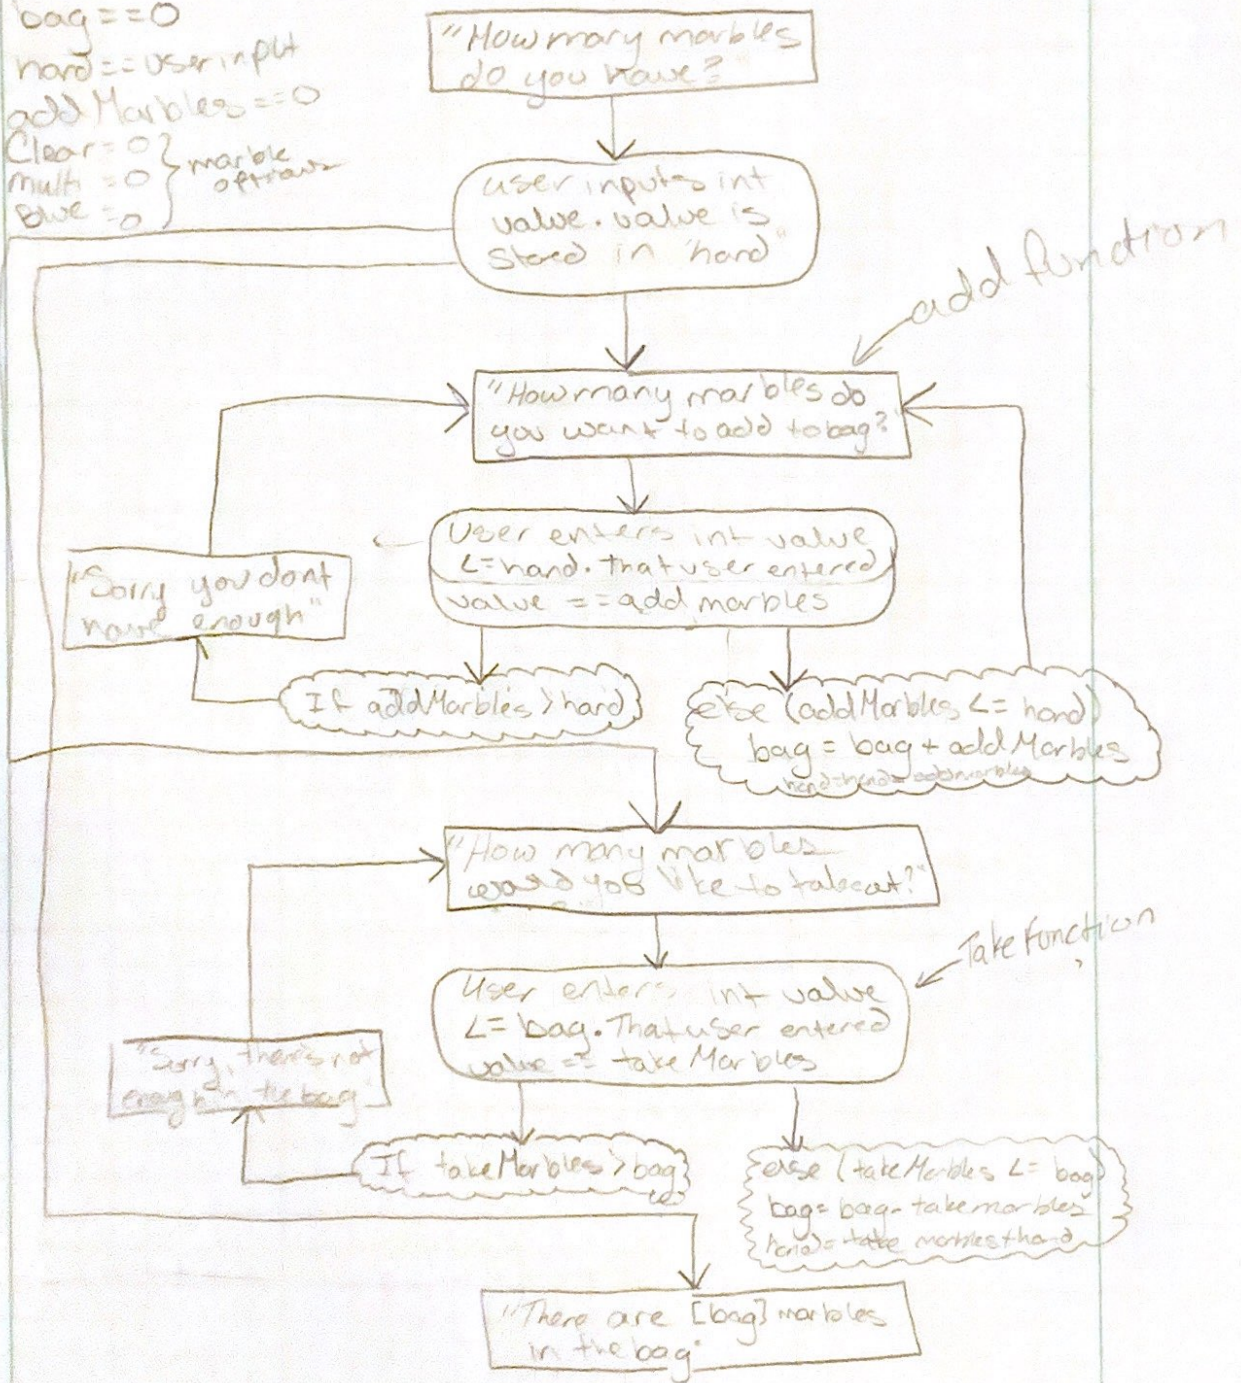 bag==0
hand==userinput
addMarbles==0
Clear=0
multi=0
Blue=0
marble
options
"How many marbles
do you have?"
user inputs int
value. value is
stored in "hand"
add function
"How many marbles do
you want to add to bag?"
User enters int value
<=hand. That user entered
value == add marbles
"Sorry you dont
have enough"
If addMarbles > hand
else (addMarbles <= hand)
bag = bag + addMarbles
hand=hand-addmarbles
"How many marbles
would you like to take out?"
Take Function
User enters int value
<= bag. That user entered
value == takeMarbles
"Sorry, there's not
enough in the bag"
If takeMarbles > bag
else (takeMarbles <= bag)
bag= bag- takemarbles
hand= take marbles+hand
"There are [bag] marbles
in the bag"